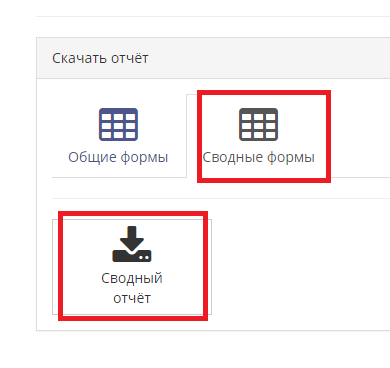 Скачать отчёт
Общие формы
Сводные формы
Сводный
отчёт